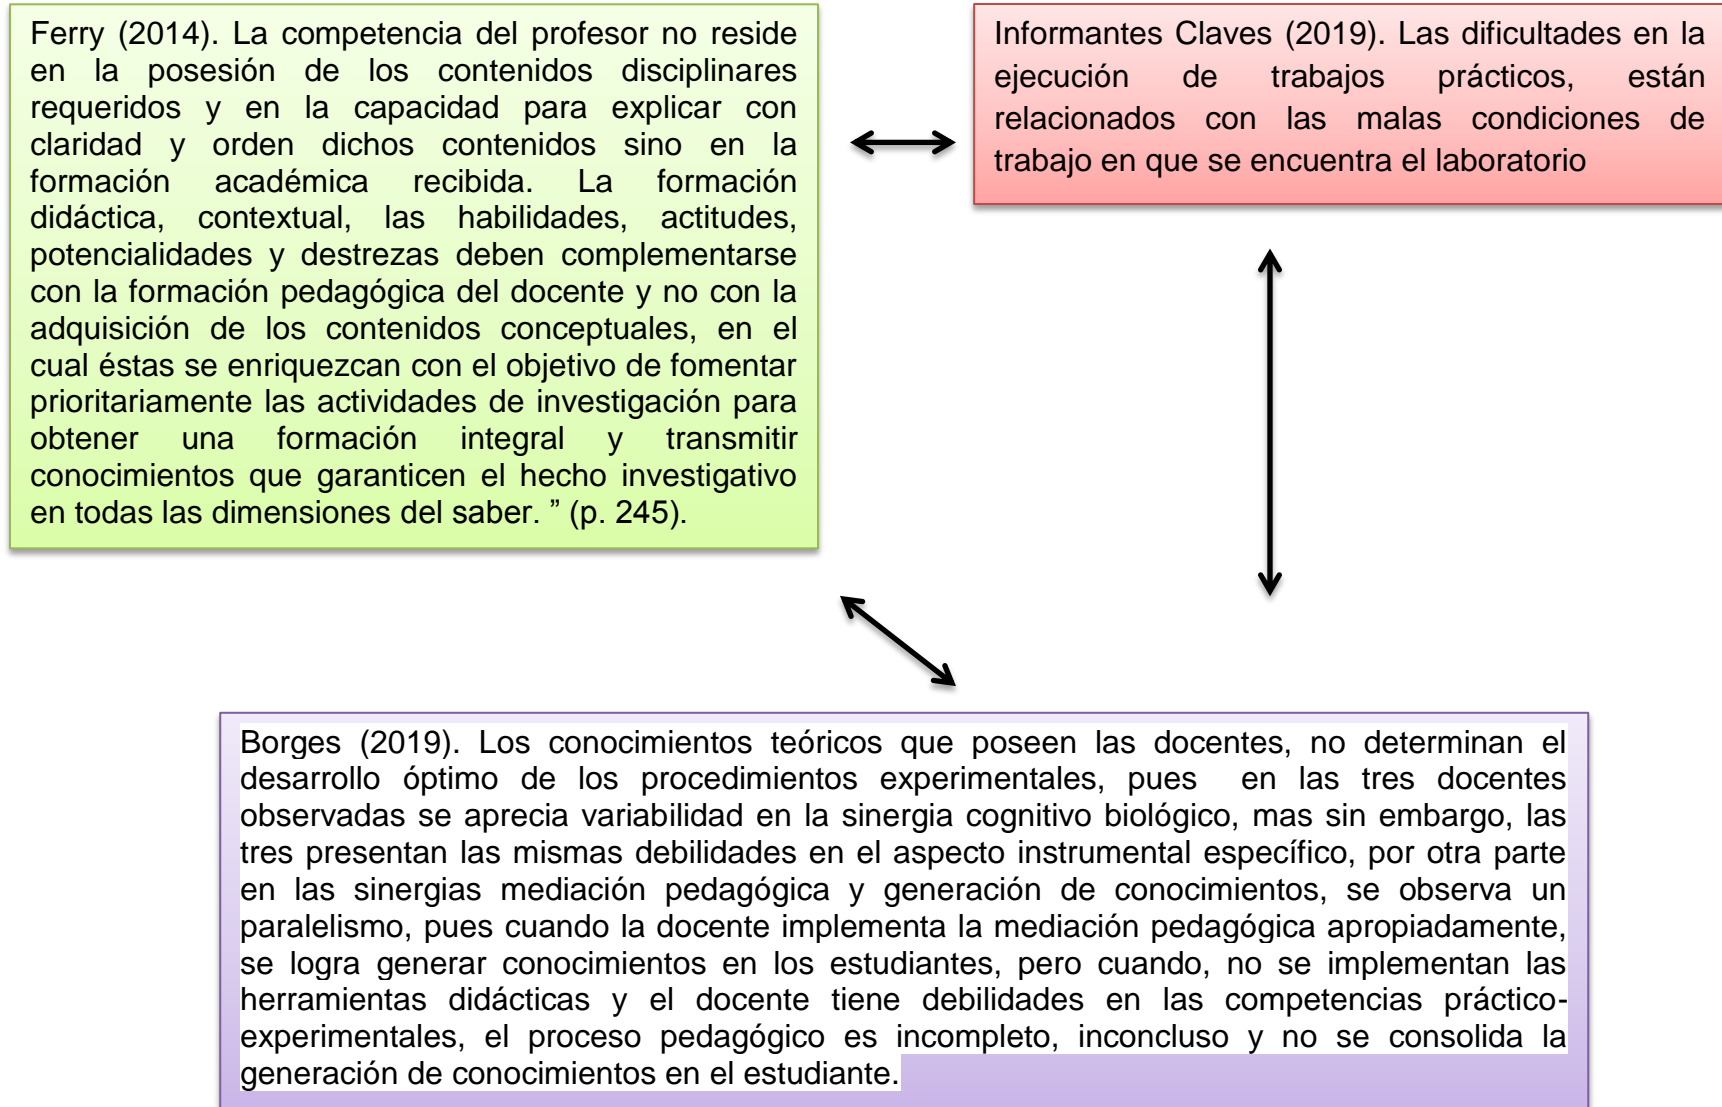 Ferry (2014). La competencia del profesor no reside
en la posesión de los contenidos disciplinares
requeridos y en la capacidad para explicar con
claridad y orden dichos contenidos sino en la
formación académica recibida. La formación
didáctica, contextual, las habilidades, actitudes,
potencialidades y destrezas deben complementarse
con la formación pedagógica del docente y no con la
adquisición de los contenidos conceptuales, en el
cual éstas se enriquezcan con el objetivo de fomentar
prioritariamente las actividades de investigación para
obtener una formación integral y transmitir
conocimientos que garanticen el hecho investigativo
en todas las dimensiones del saber. ” (p. 245).
Informantes Claves (2019). Las dificultades en la
ejecución de trabajos prácticos, están
relacionados con las malas condiciones de
trabajo en que se encuentra el laboratorio
Borges (2019). Los conocimientos teóricos que poseen las docentes, no determinan el
desarrollo óptimo de los procedimientos experimentales, pues en las tres docentes
observadas se aprecia variabilidad en la sinergia cognitivo biológico, mas sin embargo, las
tres presentan las mismas debilidades en el aspecto instrumental específico, por otra parte
en las sinergias mediación pedagógica y generación de conocimientos, se observa un
paralelismo, pues cuando la docente implementa la mediación pedagógica apropiadamente,
se logra generar conocimientos en los estudiantes, pero cuando, no se implementan las
herramientas didácticas y el docente tiene debilidades en las competencias práctico-
experimentales, el proceso pedagógico es incompleto, inconcluso y no se consolida la
generación de conocimientos en el estudiante.